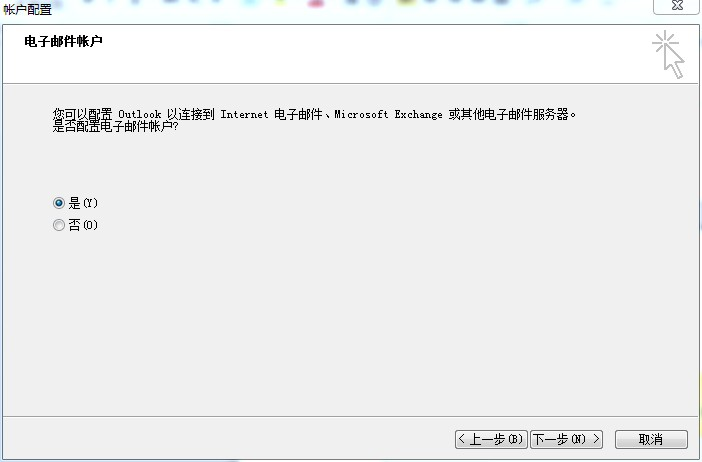 帐户配置
电子邮件帐户
您可以配置 Outlook 以连接到 Internet 电子邮件、Microsoft Exchange 或其他电子邮件服务器。
是否配置电子邮件帐户?
是(Y)
否(O)
< 上一步(B) 下一步(N) > 取消